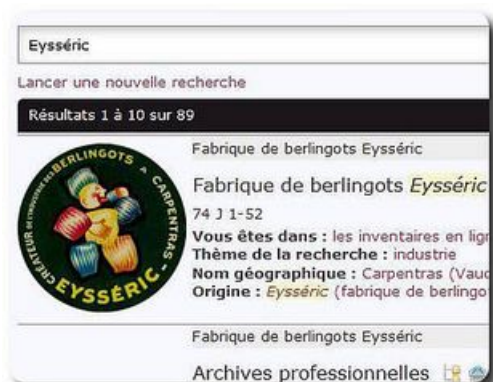 Eysséric
Lancer une nouvelle recherche
Résultats 1 à 10 sur 89
CRÉATEUR DE L'INDUSTRIE DES BERLINGOTS A CARPENTRAS - EYSSÉRIC -
Fabrique de berlingots Eysséric
Fabrique de berlingots Eysséric
74 J 1-52
Vous êtes dans : les inventaires en lig
Thème de la recherche : industrie
Nom géographique : Carpentras (Vauc
Origine : Eysséric (fabrique de berlingo
Fabrique de berlingots Eysséric
Archives professionnelles